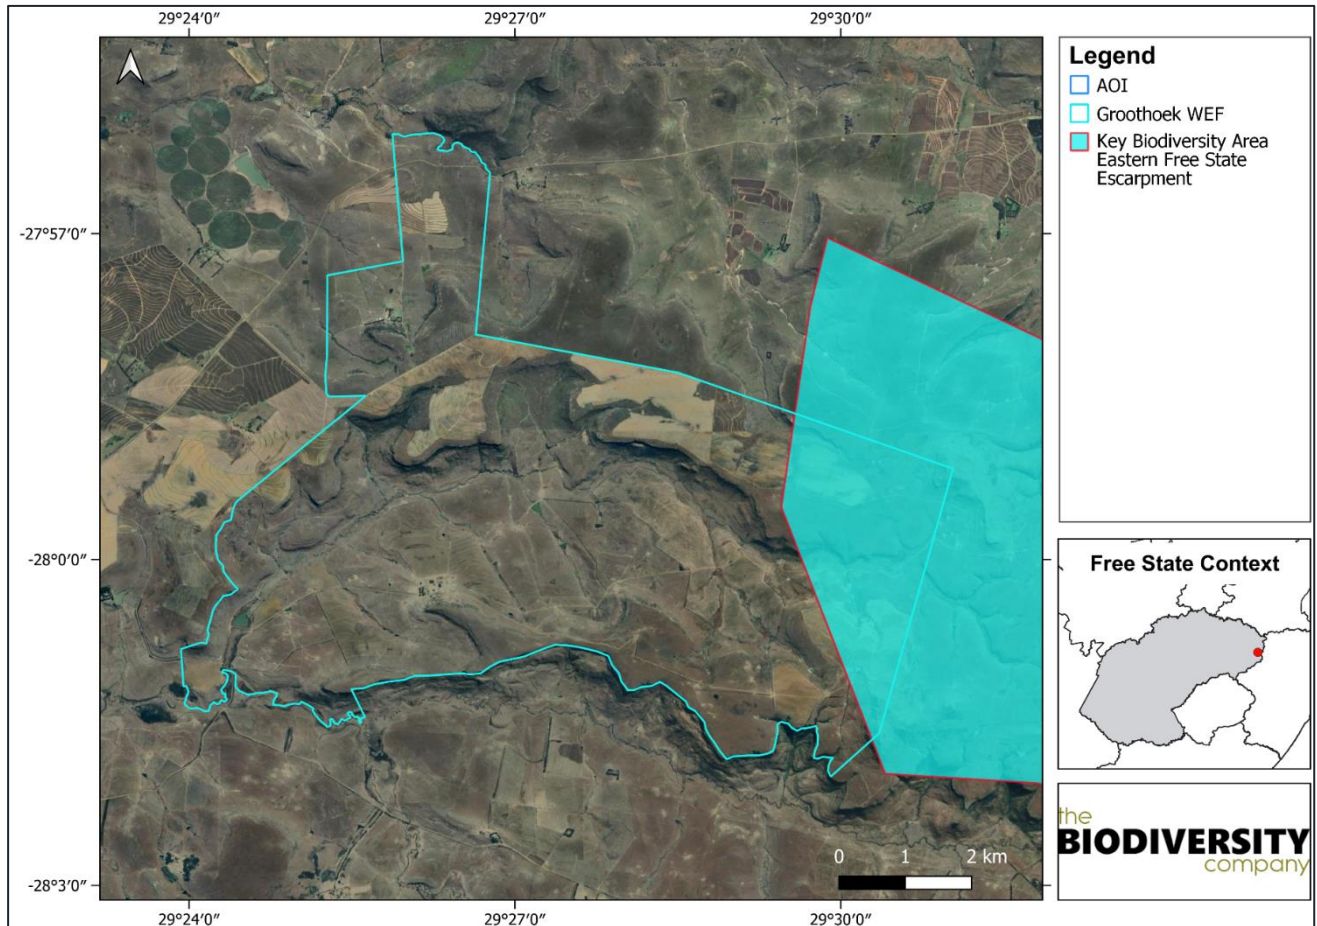 29°24′0″ 29°27′0″ 29°30′0″
Legend
AOI
Groothoek WEF
Key Biodiversity Area
Eastern Free State
Escarpment
-27°57′0″
-28°0′0″
-28°3′0″
Free State Context
0 1 2 km
the
BIODIVERSITY
company
29°24′0″ 29°27′0″ 29°30′0″